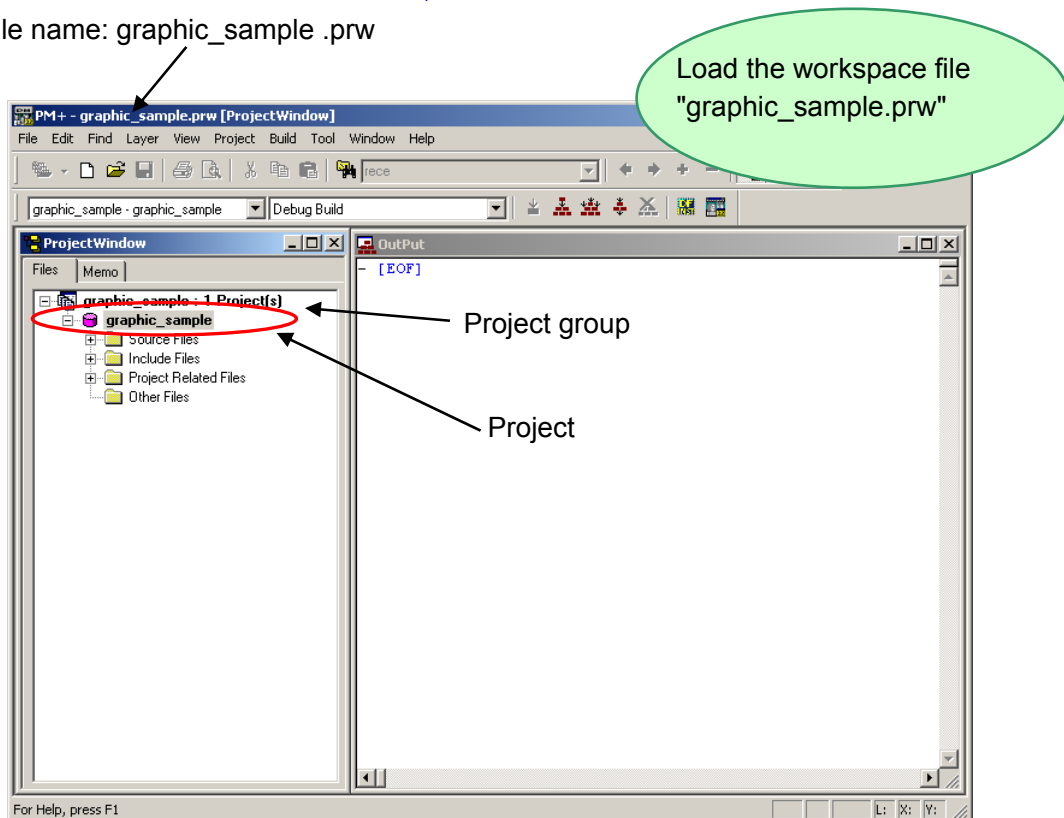 le name: graphic_sample .prw
Load the workspace file
"graphic_sample.prw"
PM+ - graphic_sample.prw [ProjectWindow]
File Edit Find Layer View Project Build Tool Window Help
rece
graphic_sample - graphic_sample Debug Build
ProjectWindow
OutPut
Files Memo
[EOF]
graphic_sample : 1 Project(s)
graphic_sample
Source Files
Include Files
Project Related Files
Other Files
Project group
Project
For Help, press F1
L: X: Y: